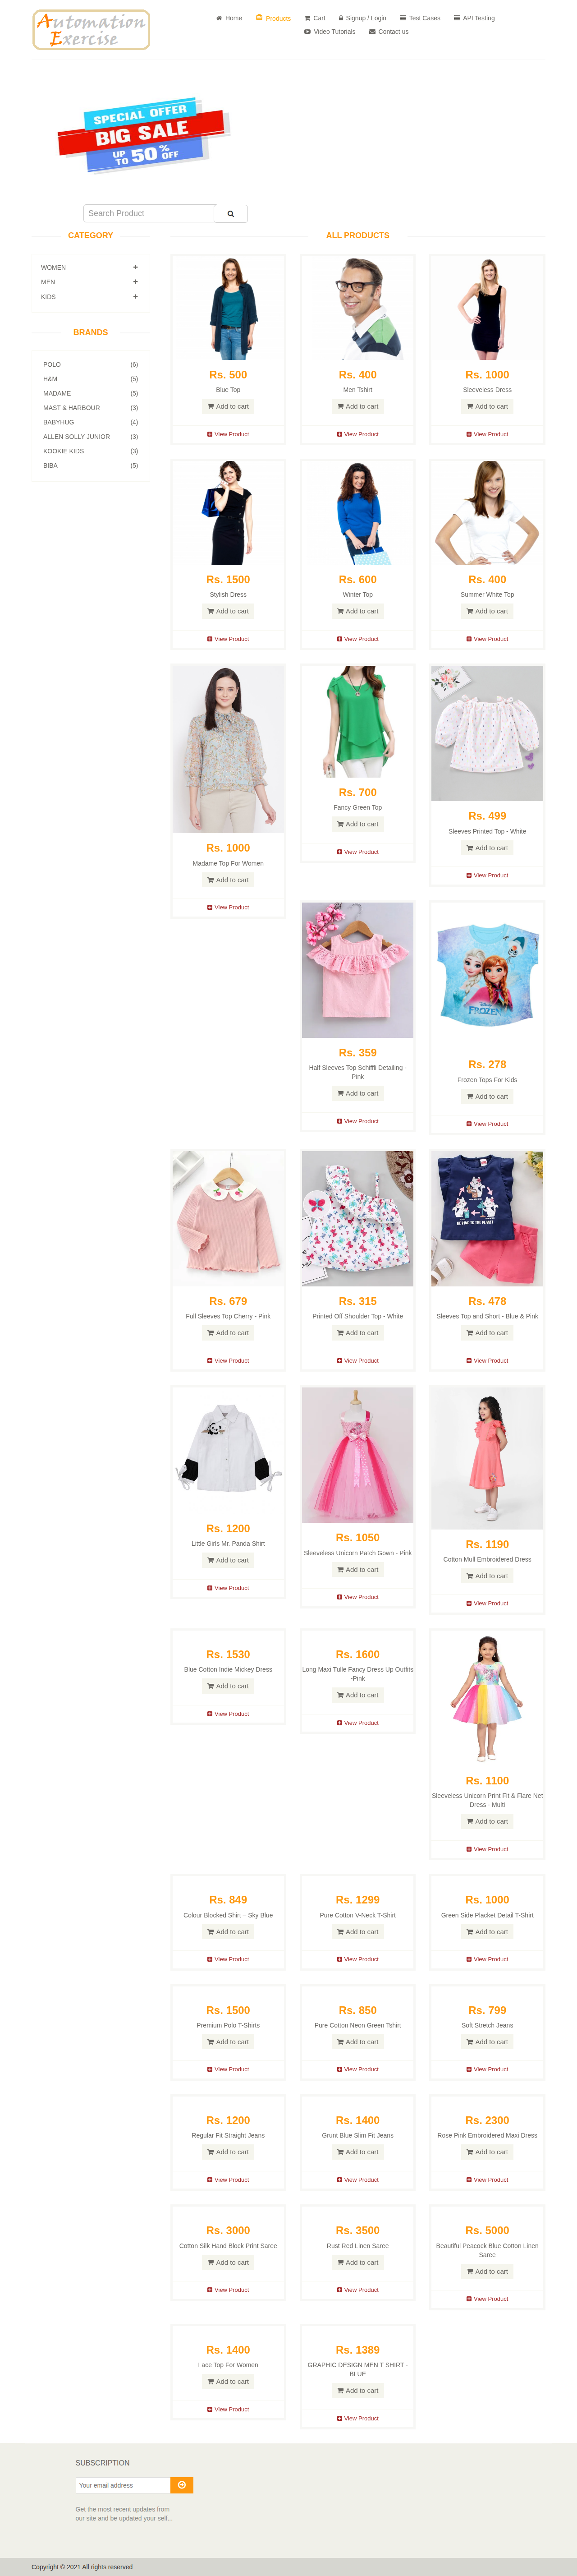 Automation
Exercise
Home
Products
Cart
Signup / Login
Test Cases
API Testing
Video Tutorials
Contact us
SPECIAL OFFER
BIG SALE
UP TO 50% OFF
Search Product
CATEGORY
WOMEN
MEN
KIDS
BRANDS
POLO (6)
H&M (5)
MADAME (5)
MAST & HARBOUR (3)
BABYHUG (4)
ALLEN SOLLY JUNIOR (3)
KOOKIE KIDS (3)
BIBA (5)
ALL PRODUCTS
Rs. 500
Blue Top
Add to cart
View Product
Rs. 400
Men Tshirt
Add to cart
View Product
Rs. 1000
Sleeveless Dress
Add to cart
View Product
Rs. 1500
Stylish Dress
Add to cart
View Product
Rs. 600
Winter Top
Add to cart
View Product
Rs. 400
Summer White Top
Add to cart
View Product
Rs. 1000
Madame Top For Women
Add to cart
View Product
Rs. 700
Fancy Green Top
Add to cart
View Product
Rs. 499
Sleeves Printed Top - White
Add to cart
View Product
Rs. 359
Half Sleeves Top Schiffli Detailing -
Pink
Add to cart
View Product
FROZEN
Rs. 278
Frozen Tops For Kids
Add to cart
View Product
Rs. 679
Full Sleeves Top Cherry - Pink
Add to cart
View Product
Rs. 315
Printed Off Shoulder Top - White
Add to cart
View Product
BE KIND TO THE PLANET
Rs. 478
Sleeves Top and Short - Blue & Pink
Add to cart
View Product
Rs. 1200
Little Girls Mr. Panda Shirt
Add to cart
View Product
Rs. 1050
Sleeveless Unicorn Patch Gown - Pink
Add to cart
View Product
Rs. 1190
Cotton Mull Embroidered Dress
Add to cart
View Product
Rs. 1530
Blue Cotton Indie Mickey Dress
Add to cart
View Product
Rs. 1600
Long Maxi Tulle Fancy Dress Up Outfits
-Pink
Add to cart
View Product
Rs. 1100
Sleeveless Unicorn Print Fit & Flare Net
Dress - Multi
Add to cart
View Product
Rs. 849
Colour Blocked Shirt – Sky Blue
Add to cart
View Product
Rs. 1299
Pure Cotton V-Neck T-Shirt
Add to cart
View Product
Rs. 1000
Green Side Placket Detail T-Shirt
Add to cart
View Product
Rs. 1500
Premium Polo T-Shirts
Add to cart
View Product
Rs. 850
Pure Cotton Neon Green Tshirt
Add to cart
View Product
Rs. 799
Soft Stretch Jeans
Add to cart
View Product
Rs. 1200
Regular Fit Straight Jeans
Add to cart
View Product
Rs. 1400
Grunt Blue Slim Fit Jeans
Add to cart
View Product
Rs. 2300
Rose Pink Embroidered Maxi Dress
Add to cart
View Product
Rs. 3000
Cotton Silk Hand Block Print Saree
Add to cart
View Product
Rs. 3500
Rust Red Linen Saree
Add to cart
View Product
Rs. 5000
Beautiful Peacock Blue Cotton Linen
Saree
Add to cart
View Product
Rs. 1400
Lace Top For Women
Add to cart
View Product
Rs. 1389
GRAPHIC DESIGN MEN T SHIRT -
BLUE
Add to cart
View Product
SUBSCRIPTION
Your email address
Get the most recent updates from
our site and be updated your self...
Copyright © 2021 All rights reserved